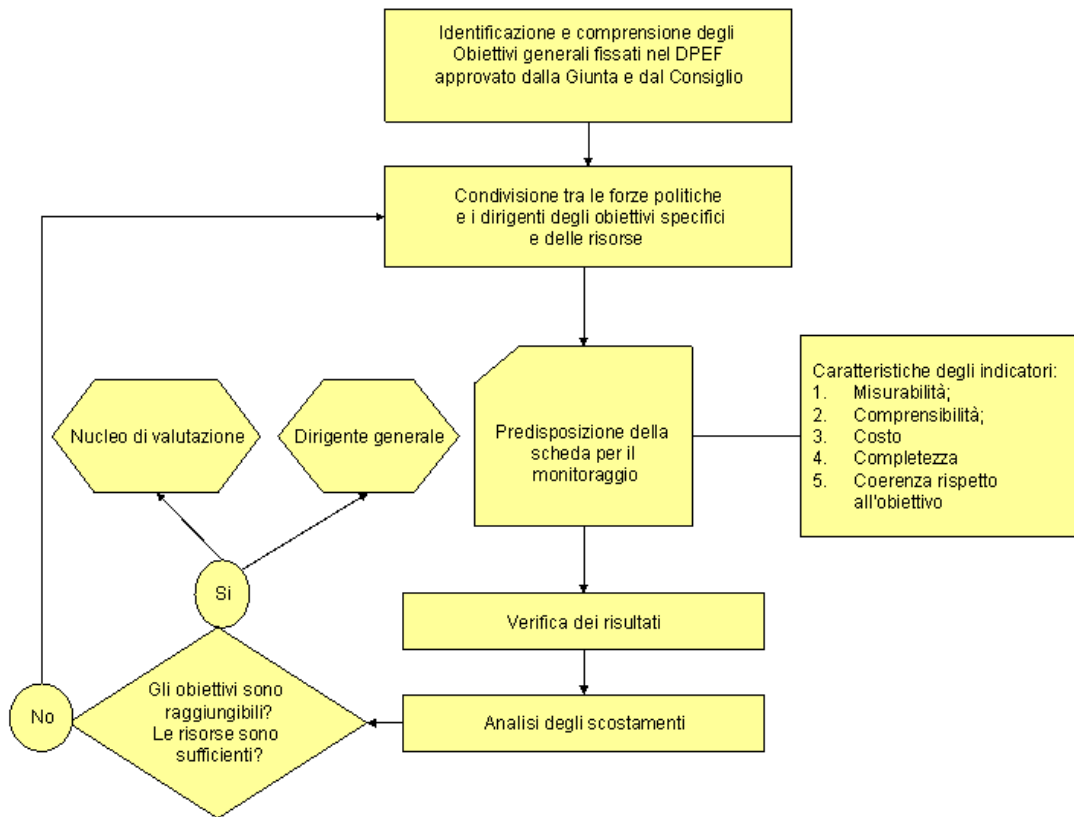 Identificazione e comprensione degli
Obiettivi generali fissati nel DPEF
approvato dalla Giunta e dal Consiglio
Condivisione tra le forze politiche
e i dirigenti degli obiettivi specifici
e delle risorse
Predisposizione della
scheda per il
monitoraggio
Caratteristiche degli indicatori:
1. Misurabilità;
2. Comprensibilità;
3. Costo
4. Completezza
5. Coerenza rispetto
all'obiettivo
Nucleo di valutazione
Dirigente generale
Si
Verifica dei risultati
Analisi degli scostamenti
Gli obiettivi sono
raggiungibili?
Le risorse sono
sufficienti?
No